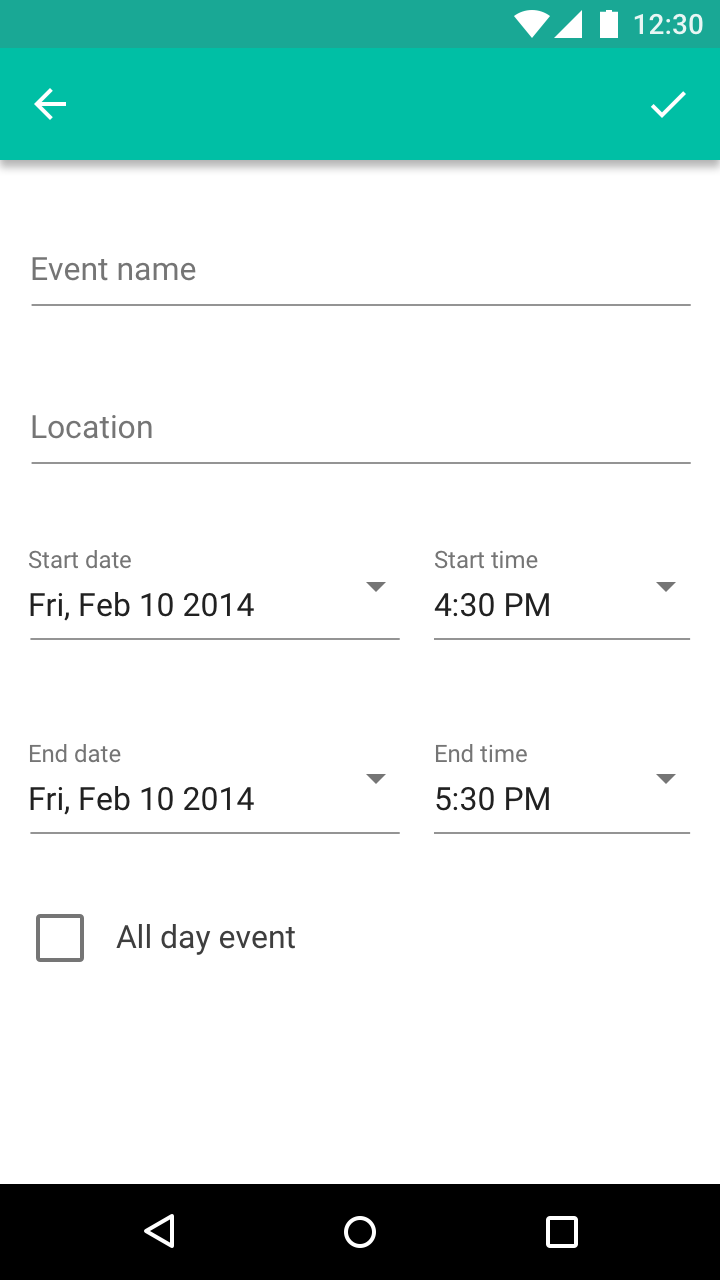 12:30
Event name
Location
Start date
Start time
Fri, Feb 10 2014
4:30 PM
End date
End time
Fri, Feb 10 2014
5:30 PM
All day event